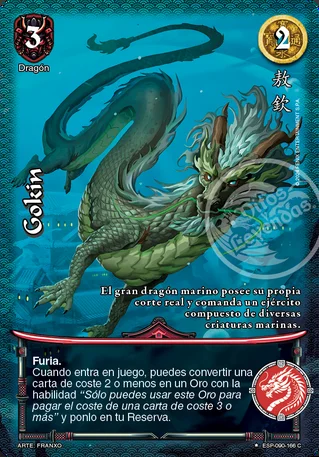 3
Dragón
2
敖
欽
Gokin
El gran dragón marino posee su propia
corte real y comanda un ejército
compuesto de diversas
criaturas marinas.
Furia.
Cuando entra en juego, puedes convertir una
carta de coste 2 o menos en un Oro con la
habilidad “Sólo puedes usar este Oro para
pagar el coste de una carta de coste 3 o
más” y ponlo en tu Reserva.
ARTE: FRANXO
ESP-090-166 C